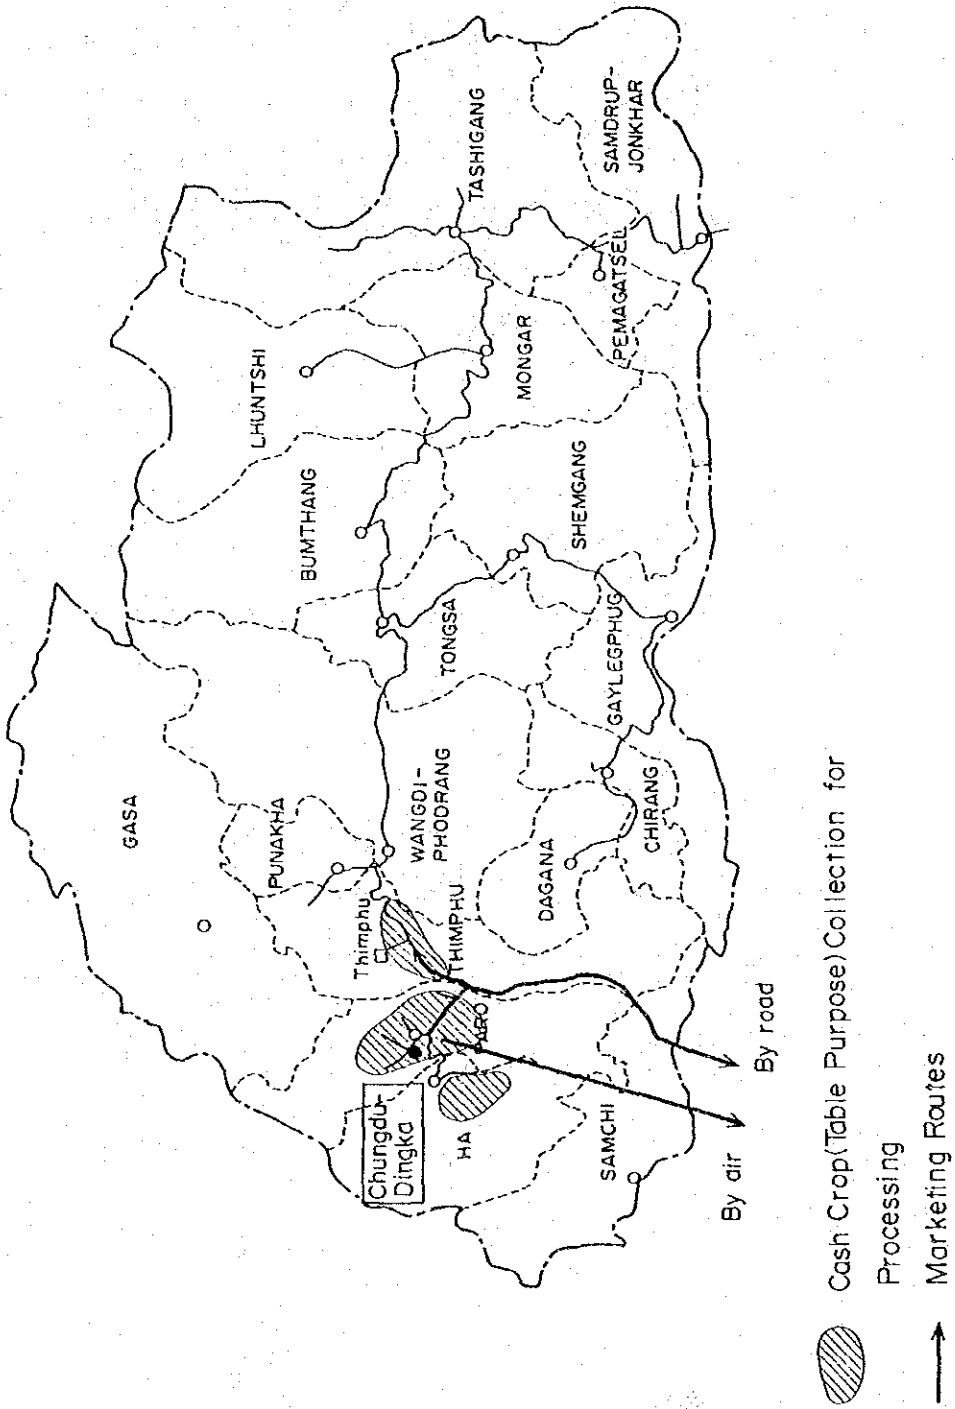 GASA
LHUNTSHI
PUNAKHA
BUMTHANG
TASHIGANG
Thimphu
WANGDI-
PHODRANG
TONGSA
MONGAR
Chungdu-
Dingka
THIMPHU
SHEMGANG
SAMDRUP-
JONKHAR
HA
PARO
DAGANA
GAYLEGPHUG
PEMAGATSEL
SAMCHI
CHIRANG
By air
By road
Cash Crop(Table Purpose)Collection for
Processing
Marketing Routes